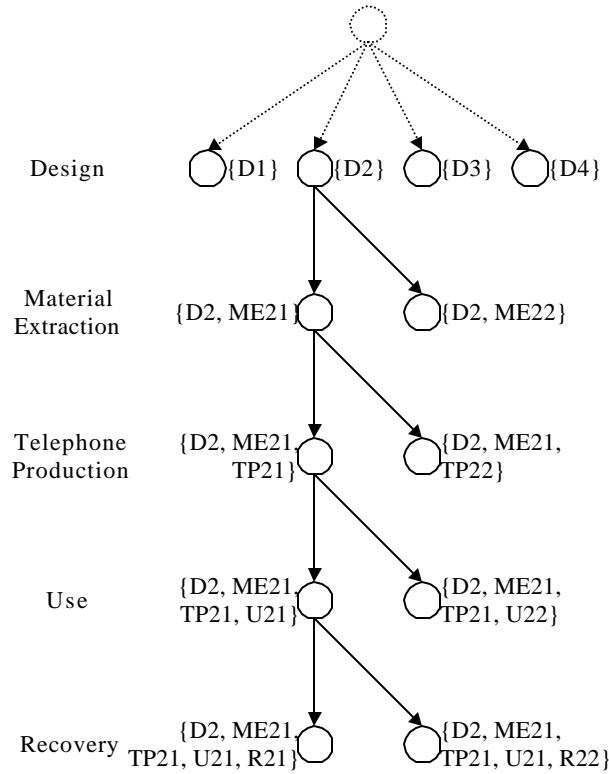 Design
{D1}
{D2}
{D3}
{D4}
Material
Extraction
{D2, ME21}
{D2, ME22}
Telephone
Production
{D2, ME21,
TP21}
{D2, ME21,
TP22}
Use
{D2, ME21,
TP21, U21}
{D2, ME21,
TP21, U22}
Recovery
{D2, ME21,
TP21, U21, R21}
{D2, ME21,
TP21, U21, R22}